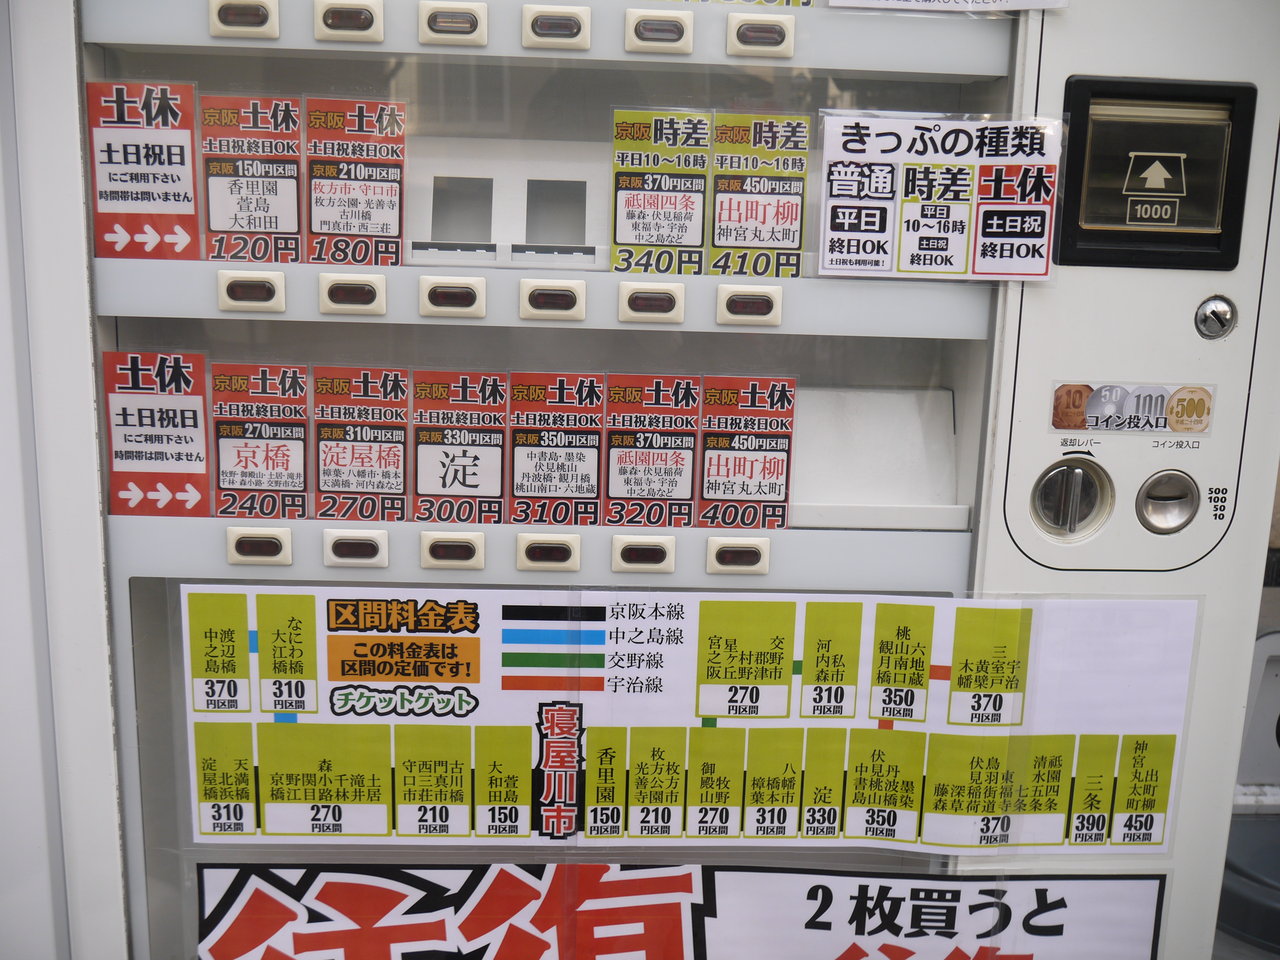 土休
土日祝日
にご利用下さい
時間帯は問いません
京阪 土休
土日祝終日OK
京阪150円区間
香里園
萱島
大和田
120円
京阪 土休
土日祝終日OK
京阪210円区間
枚方市・守口市
枚方公園・光善寺
古川橋
門真市・西三荘
180円
京阪 時差
平日10〜16時
京阪370円区間
祇園四条
藤森・伏見稲荷
東福寺・宇治
中之島など
340円
京阪 時差
平日10〜16時
京阪450円区間
出町柳
神宮丸太町
410円
きっぷの種類
普通
平日
終日OK
土日祝も利用可能!
時差
平日
10〜16時
土日祝
終日OK
土休
土日祝
終日OK
1000
土休
土日祝日
にご利用下さい
時間帯は問いません
京阪 土休
土日祝終日OK
京阪270円区間
京橋
牧野・御殿山・土居・滝井
千林・森小路・交野市など
240円
京阪 土休
土日祝終日OK
京阪310円区間
淀屋橋
樟葉・八幡市・橋本
天満橋・河内森など
270円
京阪 土休
土日祝終日OK
京阪330円区間
淀
300円
京阪 土休
土日祝終日OK
京阪350円区間
中書島・墨染
伏見桃山
丹波橋・観月橋
桃山南口・六地蔵
310円
京阪 土休
土日祝終日OK
京阪370円区間
祇園四条
藤森・伏見稲荷
東福寺・宇治
中之島など
320円
京阪 土休
土日祝終日OK
京阪450円区間
出町柳
神宮丸太町
400円
10 50 100 500
コイン投入口
返却レバー
コイン投入口
500
100
50
10
渡辺橋
中之島
370
円区間
なにわ橋
大江橋
310
円区間
区間料金表
この料金表は
区間の定価です!
チケットゲット
京阪本線
中之島線
交野線
宇治線
交野市
郡津
村野
星ヶ丘
宮之阪
270
円区間
私市
河内森
310
円区間
六地蔵
桃山南口
観月橋
350
円区間
宇治
三室戸
黄檗
木幡
370
円区間
天満橋
北浜
淀屋橋
310
円区間
土居
滝井
千林
森小路
関目
野江
京橋
270
円区間
古川橋
門真市
西三荘
守口市
210
円区間
萱島
大和田
150
円区間
寝屋川市
香里園
150
円区間
枚方市
枚方公園
光善寺
210
円区間
牧野
御殿山
270
円区間
八幡市
橋本
樟葉
310
円区間
淀
330
円区間
墨染
丹波橋
伏見桃山
中書島
350
円区間
祇園四条
清水五条
七条
東福寺
鳥羽街道
伏見稲荷
深草
藤森
370
円区間
三条
390
円区間
出町柳
神宮丸太町
450
円区間
往復
2枚買うと